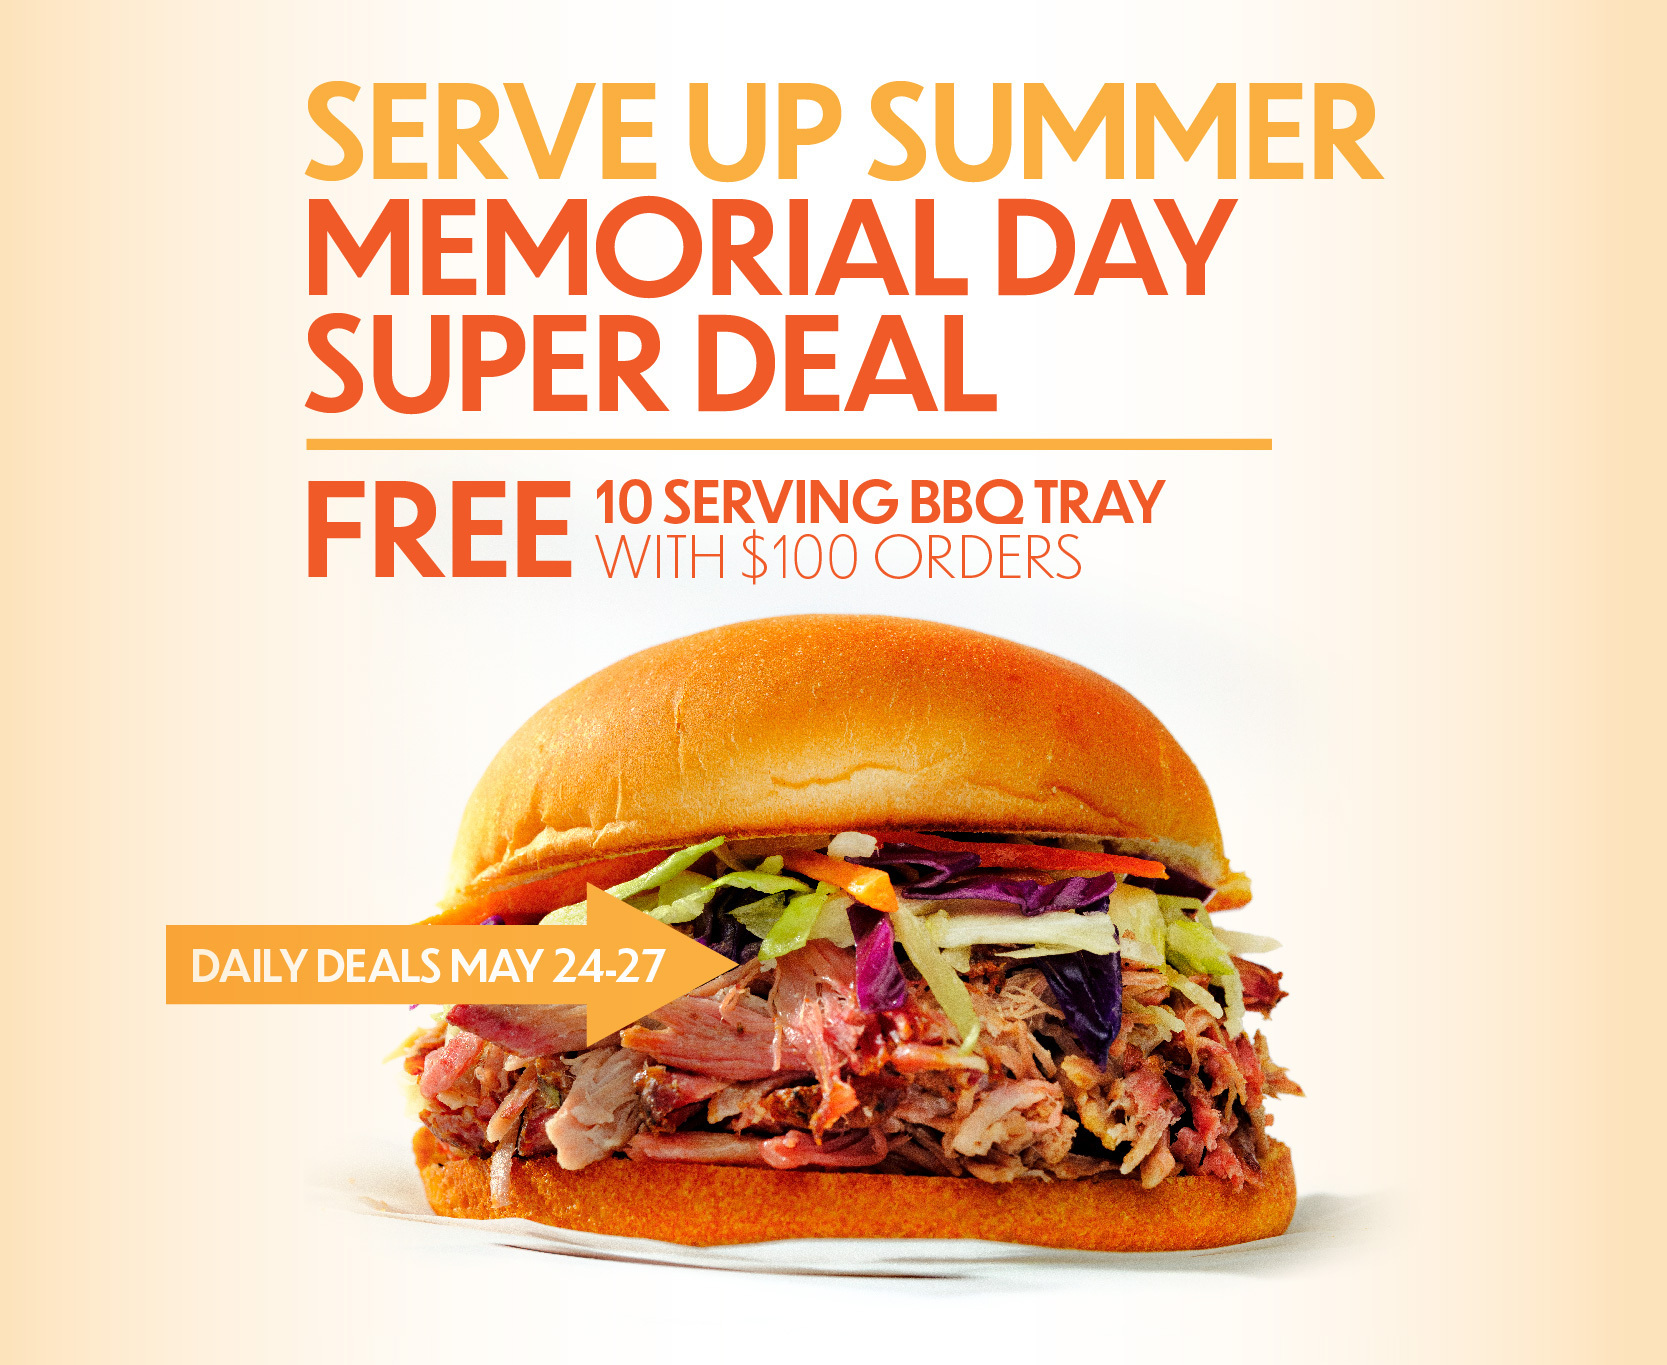 SERVE UP SUMMER
MEMORIAL DAY
SUPER DEAL
FREE 10 SERVING BBQ TRAY
WITH $100 ORDERS
DAILY DEALS MAY 24-27